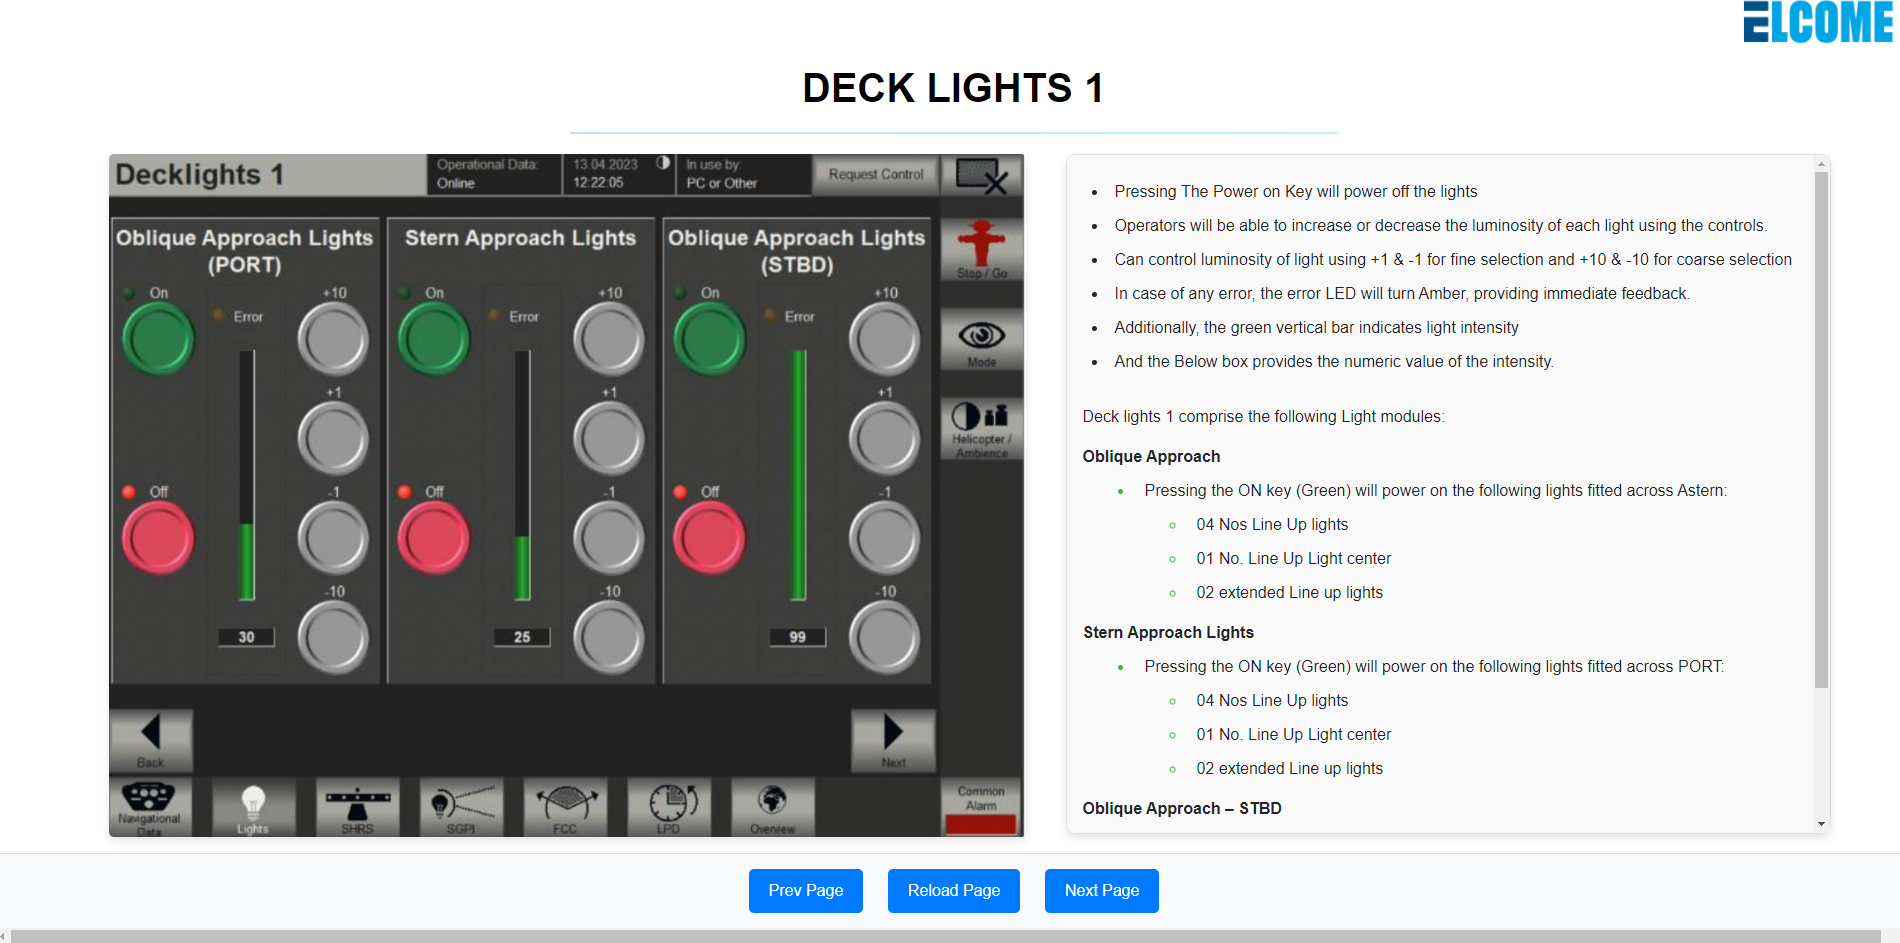 ELCOME
DECK LIGHTS 1
Decklights 1
Operational Data:
Online
13.04.2023
12:22:05
In use by:
PC or Other
Request Control
Oblique Approach Lights
(PORT)
On
Error
+10
+1
Off
-1
-10
30
Stern Approach Lights
On
Error
+10
+1
Off
-1
-10
25
Oblique Approach Lights
(STBD)
On
Error
+10
+1
Off
-1
-10
99
Stop / Go
Mode
Helicopter /
Ambience
Back
Next
Navigational
Data
Lights
SHRS
SGPI
FCC
LPD
Overview
Common
Alarm
Pressing The Power on Key will power off the lights
Operators will be able to increase or decrease the luminosity of each light using the controls.
Can control luminosity of light using +1 & -1 for fine selection and +10 & -10 for coarse selection
In case of any error, the error LED will turn Amber, providing immediate feedback.
Additionally, the green vertical bar indicates light intensity
And the Below box provides the numeric value of the intensity.
Deck lights 1 comprise the following Light modules:
Oblique Approach
Pressing the ON key (Green) will power on the following lights fitted across Astern:
04 Nos Line Up lights
01 No. Line Up Light center
02 extended Line up lights
Stern Approach Lights
Pressing the ON key (Green) will power on the following lights fitted across PORT:
04 Nos Line Up lights
01 No. Line Up Light center
02 extended Line up lights
Oblique Approach – STBD
Prev Page
Reload Page
Next Page